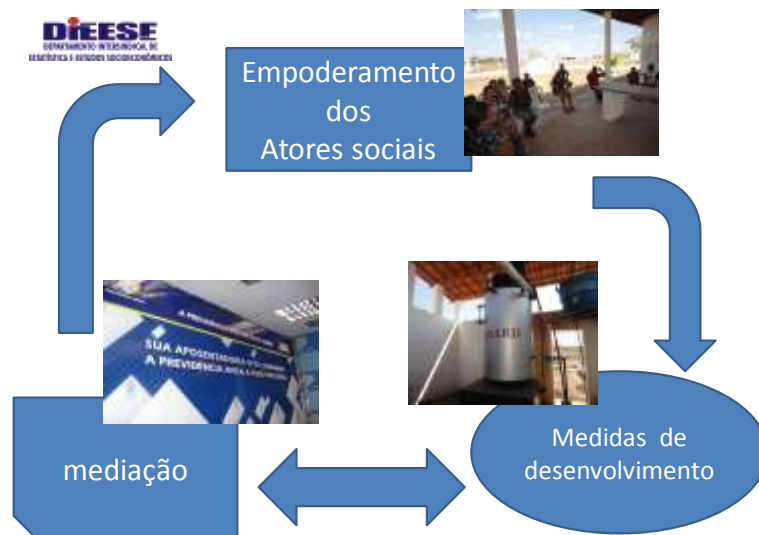 DIEESE
DEPARTAMENTO INTERSINDICAL DE
ESTATÍSTICA E ESTUDOS SOCIOECONÔMICOS
Empoderamento
dos
Atores sociais
SUA APOSENTADORIA
A PREVIDÊNCIA
mediação
Medidas de
desenvolvimento